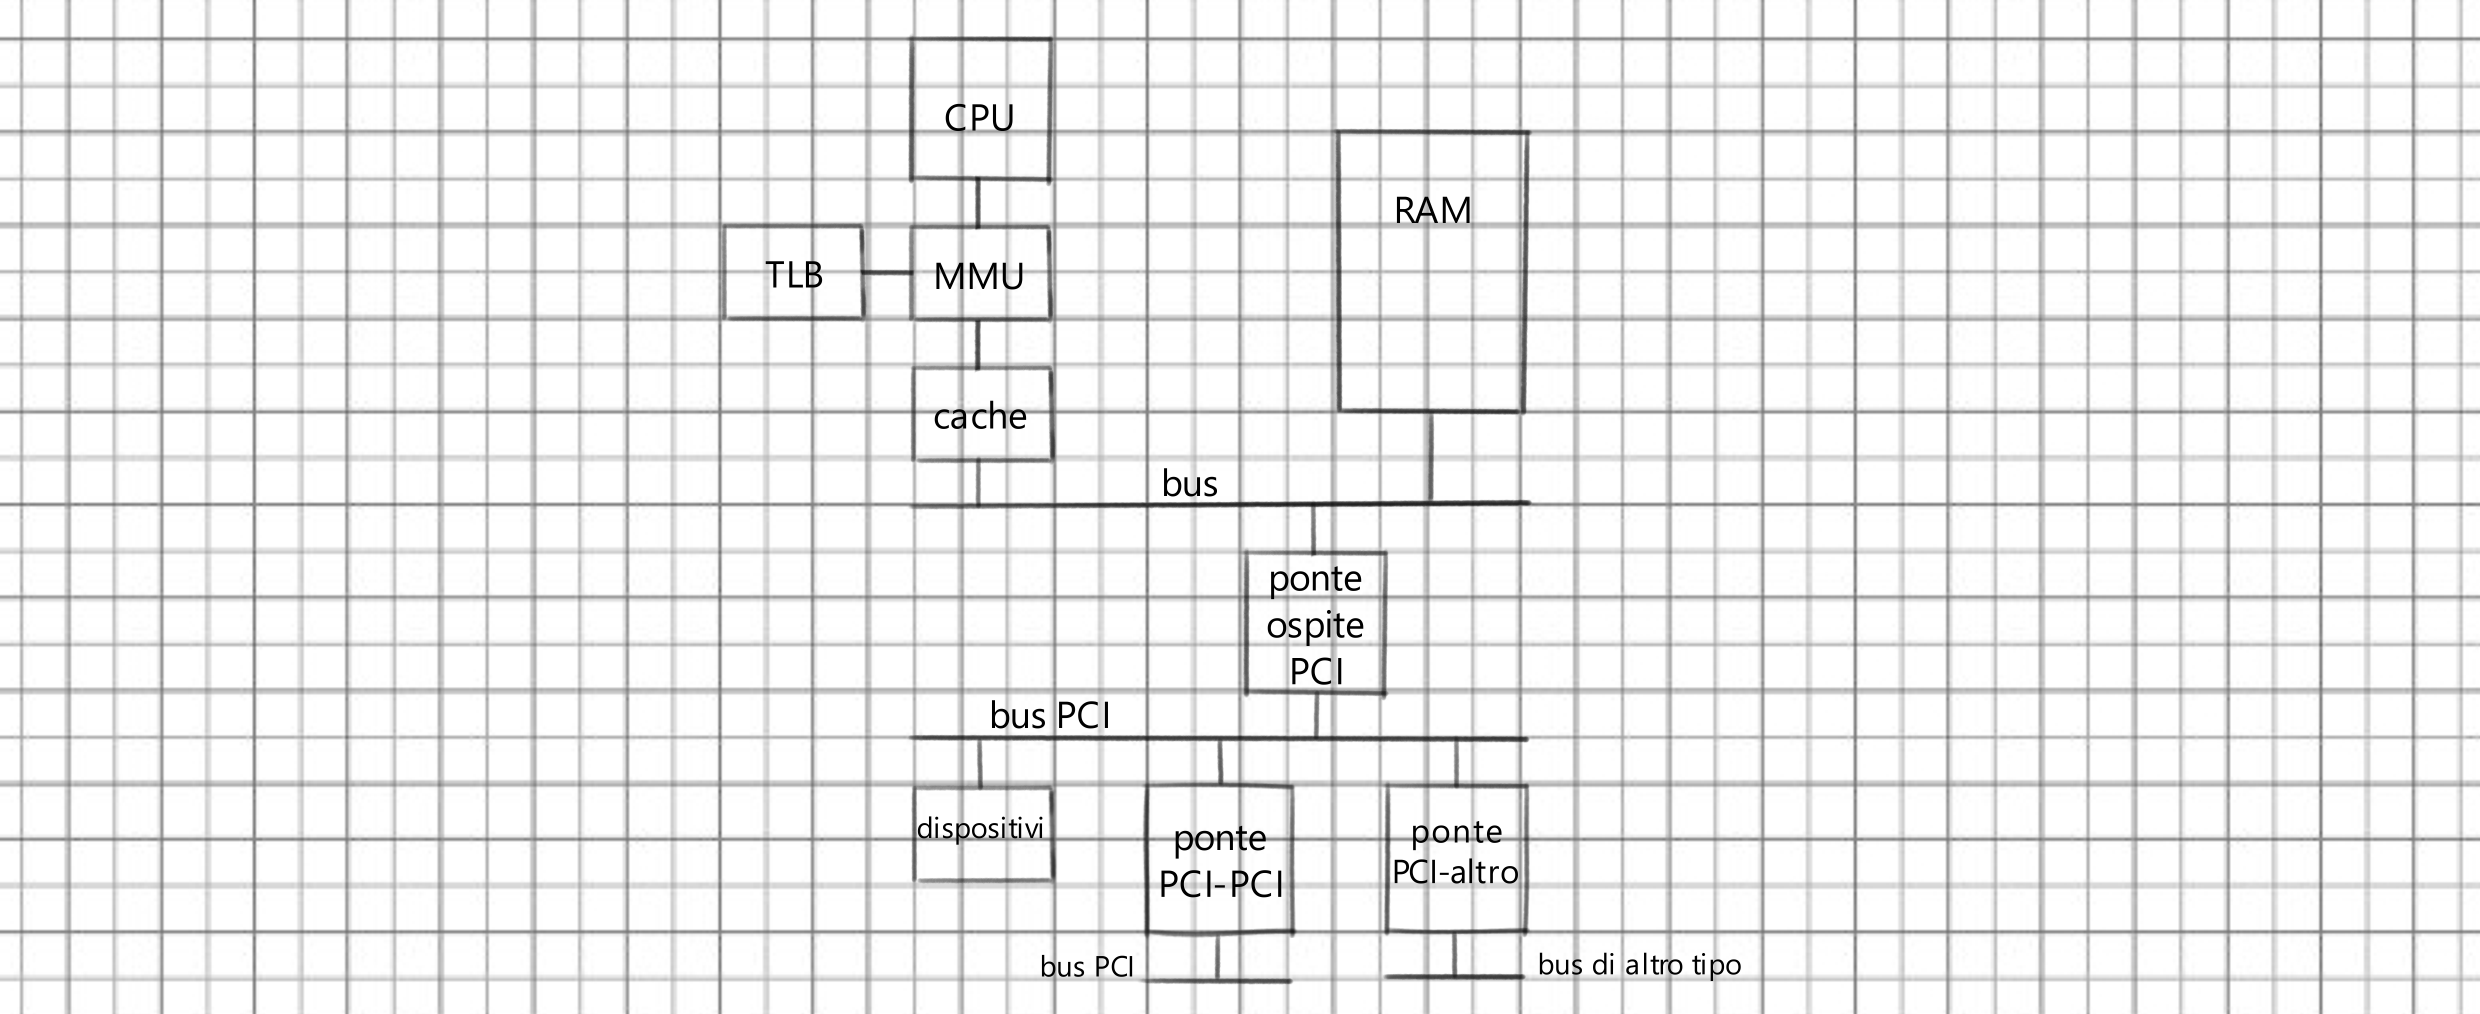 CPU
RAM
TLB
MMU
cache
bus
ponte
ospite
PCI
bus PCI
dispositivi
ponte
PCI-PCI
ponte
PCI-altro
bus PCI
bus di altro tipo